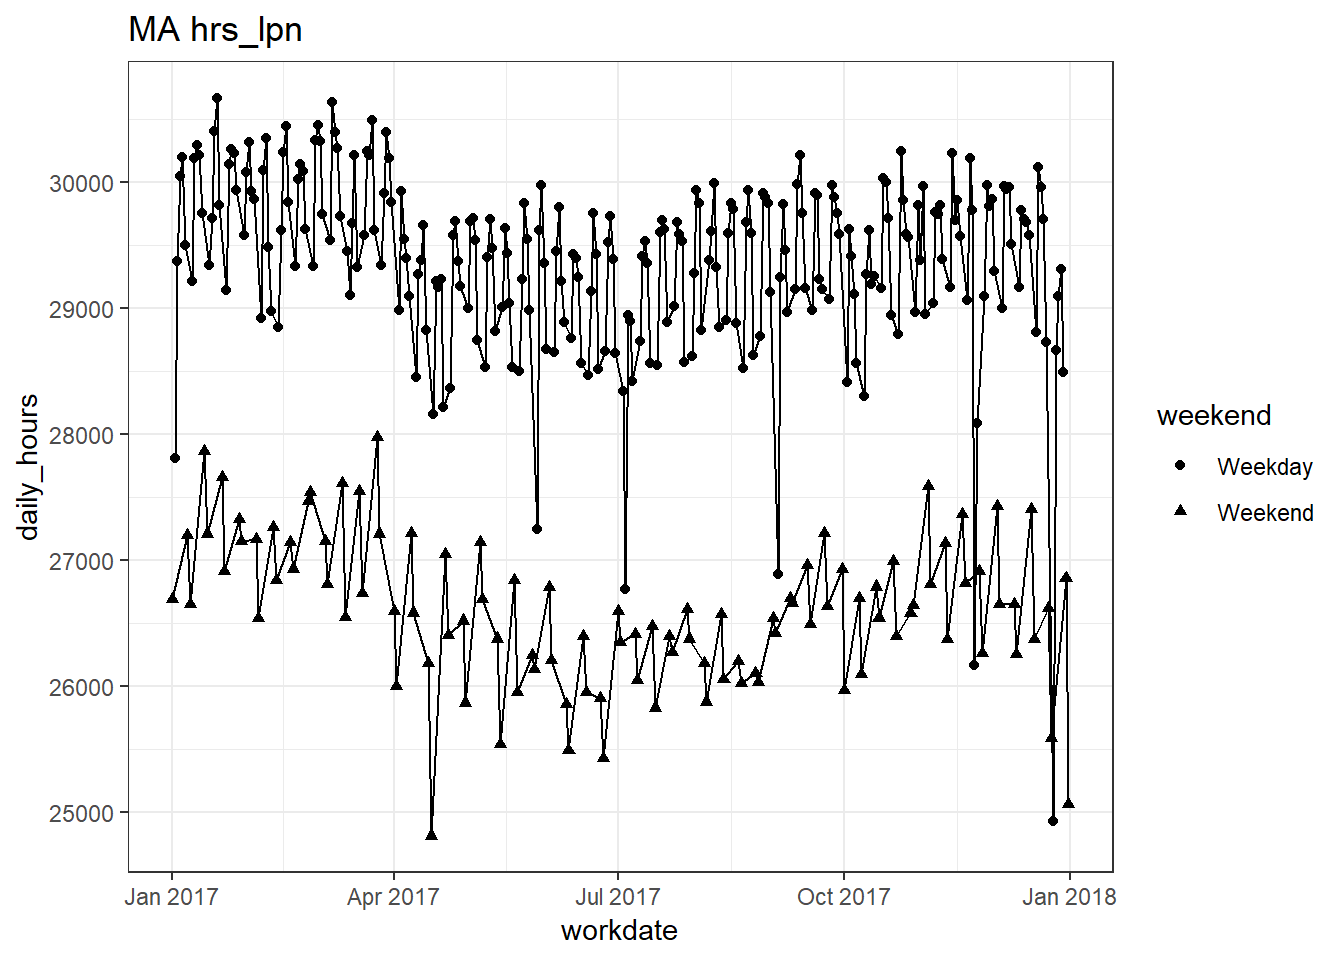 MA hrs_lpn
30000
29000
28000
27000
26000
25000
daily_hours
Jan 2017
Apr 2017
Jul 2017
Oct 2017
Jan 2018
workdate
weekend
Weekday
Weekend